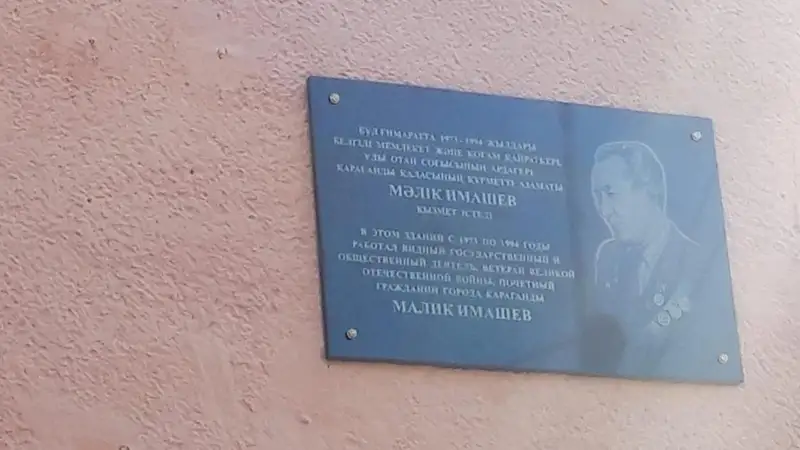 БҰЛ ҒИМАРАТТА 1973-1994 ЖЫЛДАРЫ
БЕЛГІЛІ МЕМЛЕКЕТ ЖӘНЕ ҚОҒАМ ҚАЙРАТКЕРІ,
ҰЛЫ ОТАН СОҒЫСЫНЫҢ АРДАГЕРІ
ҚАРАҒАНДЫ ҚАЛАСЫНЫҢ ҚҰРМЕТТІ АЗАМАТЫ
МӘЛІК ИМАШЕВ
ҚЫЗМЕТ ІСТЕДІ
В ЭТОМ ЗДАНИИ С 1973 ПО 1994 ГОДЫ
РАБОТАЛ ВИДНЫЙ ГОСУДАРСТВЕННЫЙ И
ОБЩЕСТВЕННЫЙ ДЕЯТЕЛЬ, ВЕТЕРАН ВЕЛИКОЙ
ОТЕЧЕСТВЕННОЙ ВОЙНЫ, ПОЧЕТНЫЙ
ГРАЖДАНИН ГОРОДА КАРАГАНДЫ
МАЛИК ИМАШЕВ